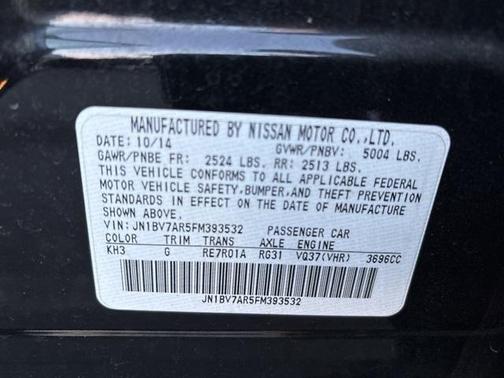 MANUFACTURED BY NISSAN MOTOR CO.,LTD.
DATE: 10/14 GVWR/PNBV: 5004 LBS.
GAWR/PNBE FR: 2524 LBS. RR: 2513 LBS.
THIS VEHICLE CONFORMS TO ALL APPLICABLE FEDERAL
MOTOR VEHICLE SAFETY,BUMPER,AND THEFT PREVENTION
STANDARDS IN EFFECT ON THE DATE OF MANUFACTURE
SHOWN ABOVE.
VIN: JN1BV7AR5FM393532 PASSENGER CAR
COLOR TRIM TRANS AXLE ENGINE
KH3 G RE7R01A RG31 VQ37(VHR) 3696CC
JN1BV7AR5FM393532